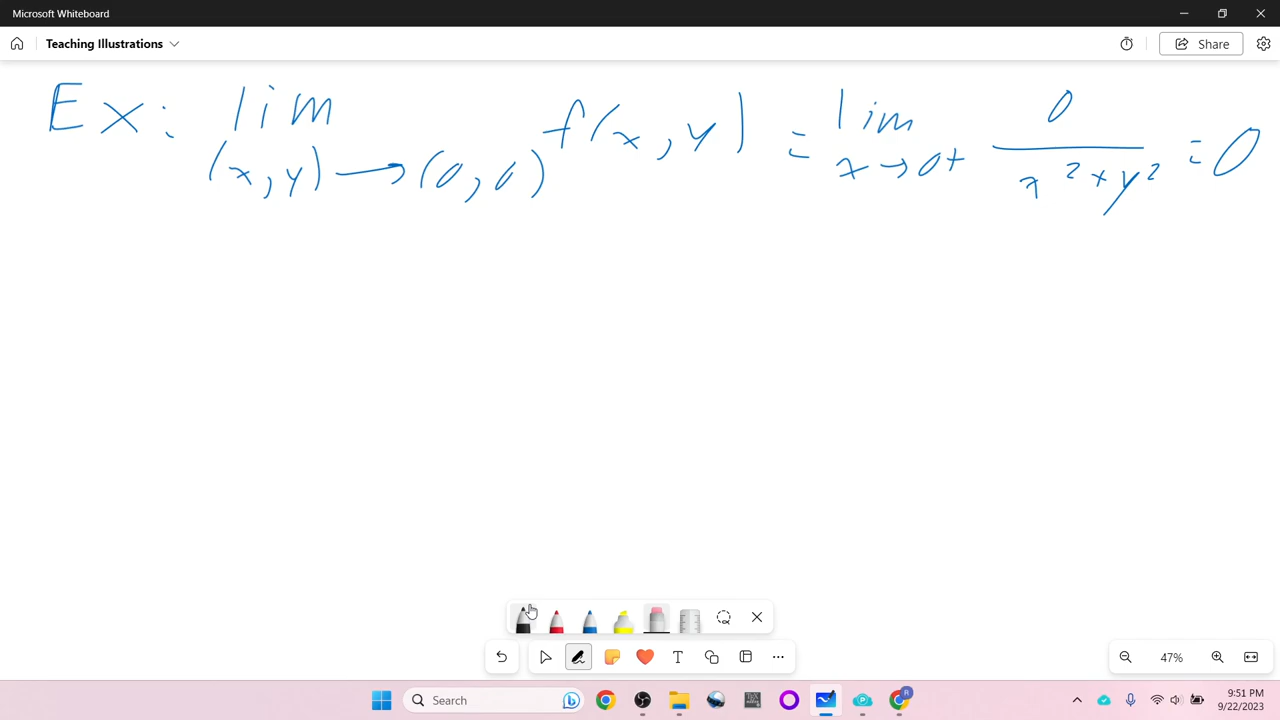 Microsoft Whiteboard
Teaching Illustrations
Share
Ex: lim f(x,y) = lim 0 = 0
(x,y) → (0,0) x → 0+ x² + y²
47%
Search
9:51 PM
9/22/2023